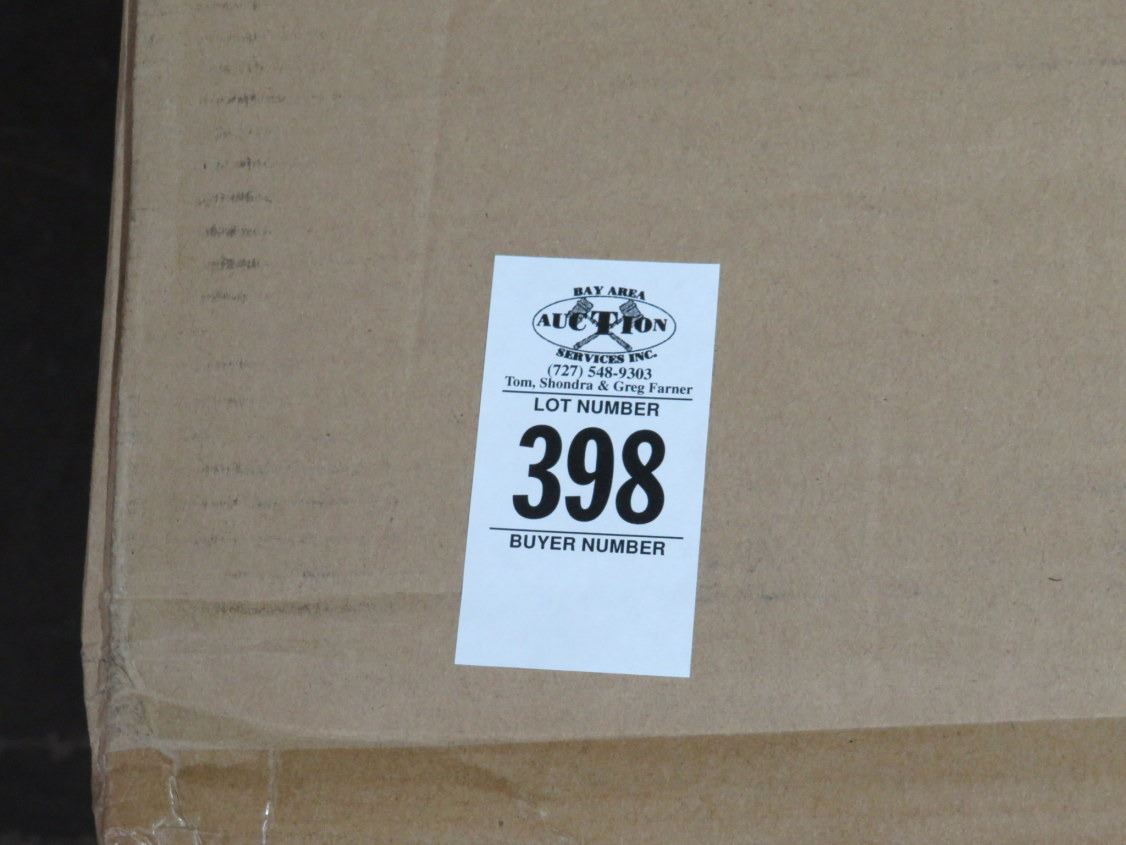 BAY AREA
AUCTION
SERVICES INC.
(727) 548-9303
Tom, Shondra & Greg Farner
LOT NUMBER
398
BUYER NUMBER